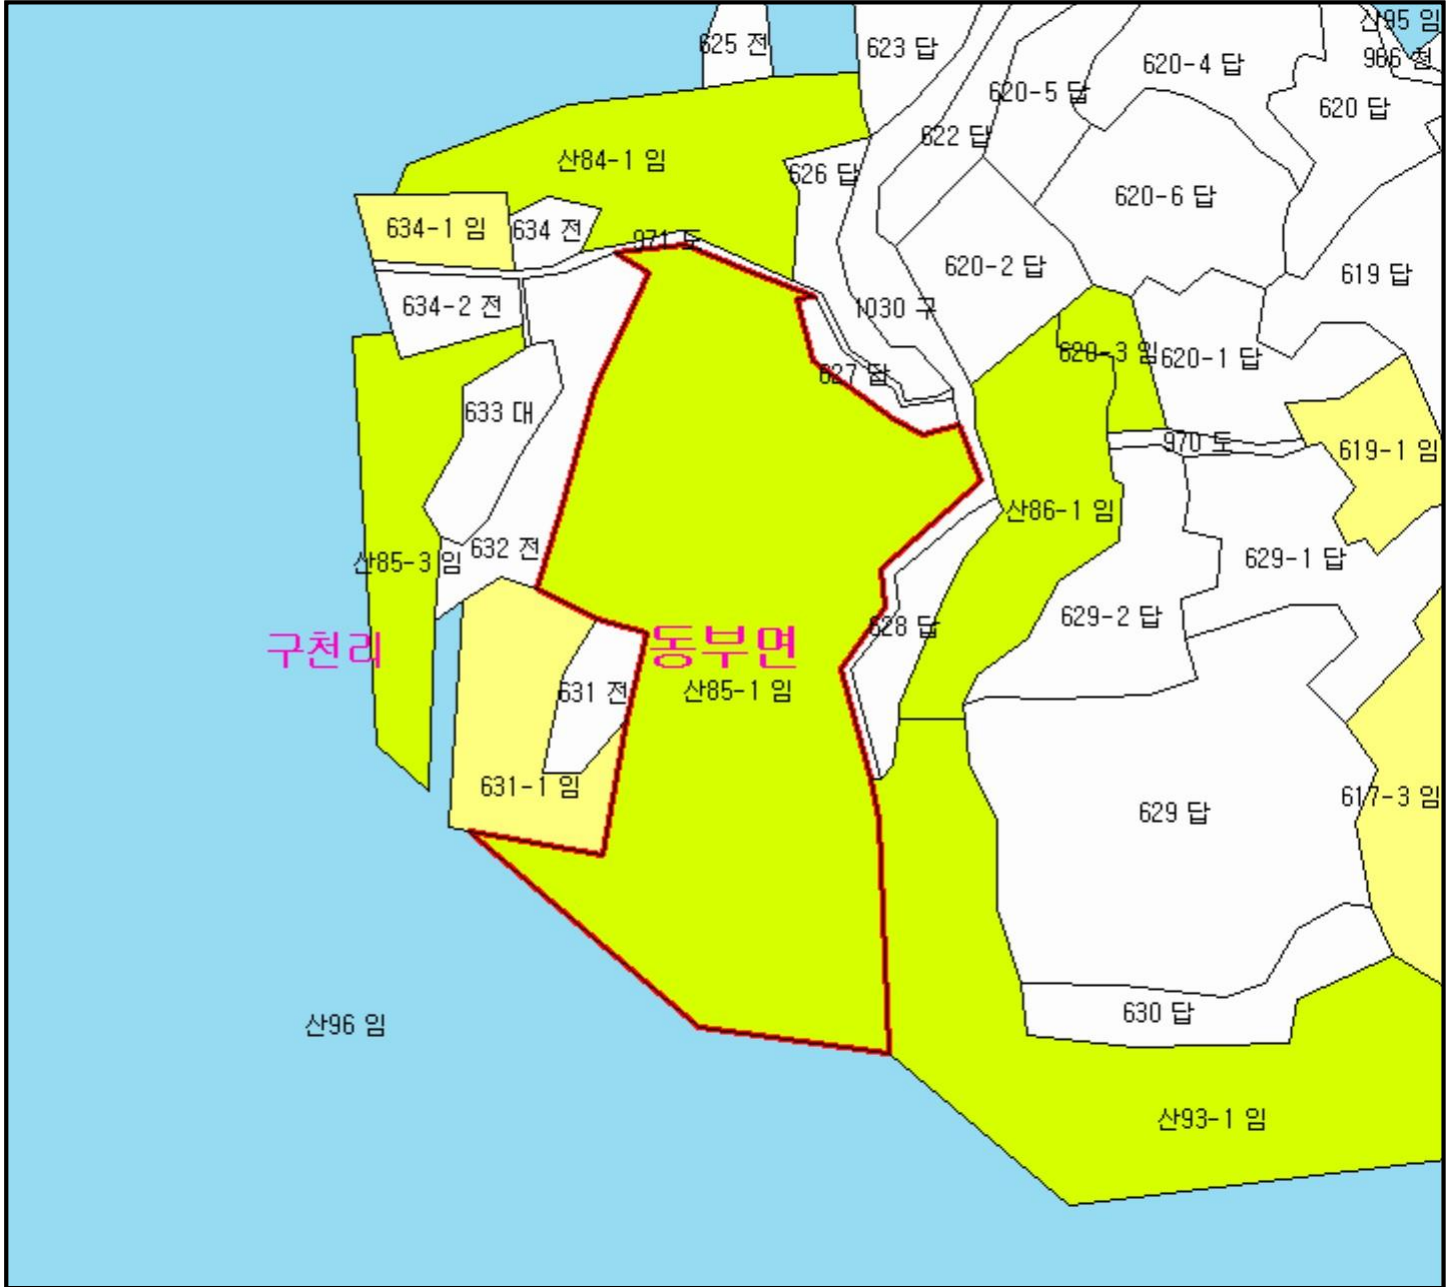 산95 임
625 전
623 답
986 천
620-4 답
620-5 답
620 답
622 답
산84-1 임
626 답
620-6 답
634-1 임
634 전
971 도
620-2 답
619 답
634-2 전
1030 구
620-3 임
620-1 답
627 답
633 대
970 도
619-1 임
산86-1 임
632 전
산85-3 임
629-1 답
629-2 답
628 답
구천리
동부면
631 전
산85-1 임
631-1 임
617-3 임
629 답
630 답
산96 임
산93-1 임